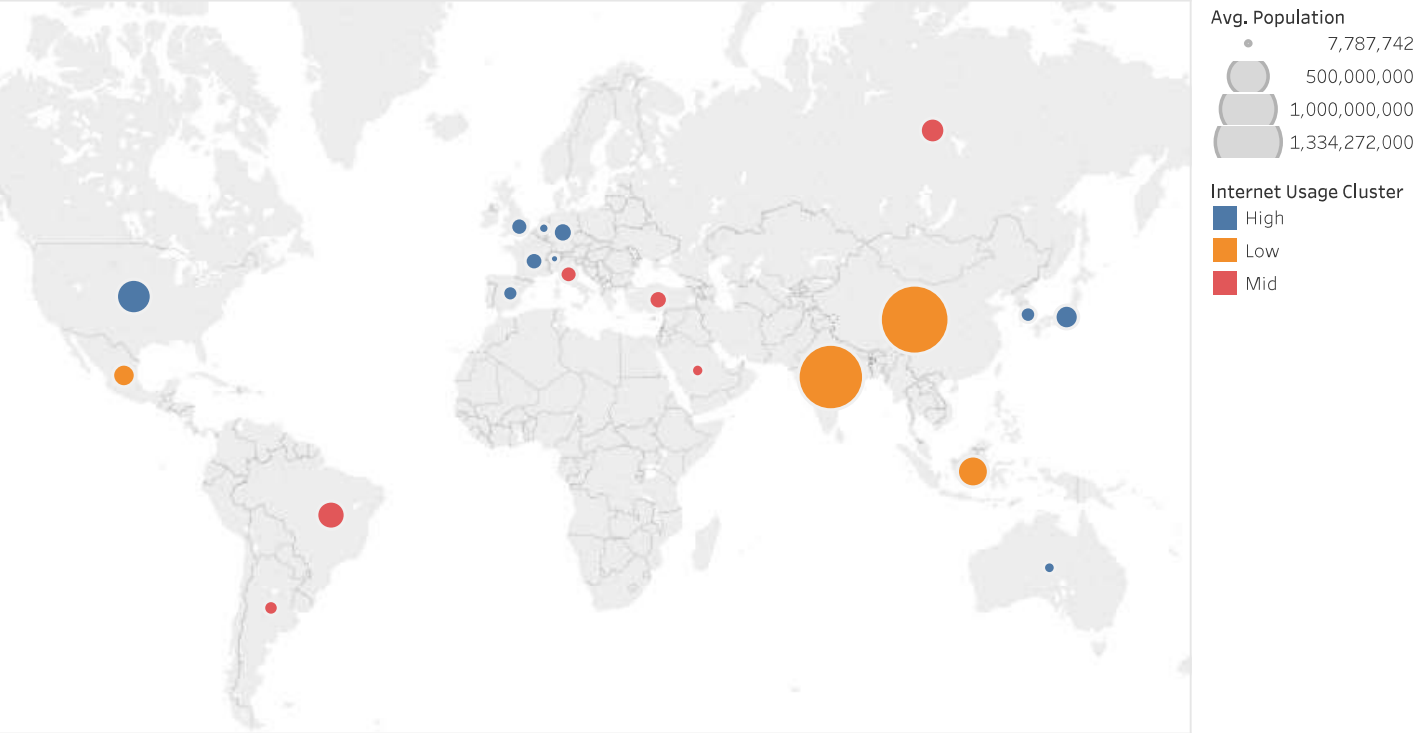 Avg. Population
7,787,742
500,000,000
1,000,000,000
1,334,272,000
Internet Usage Cluster
High
Low
Mid